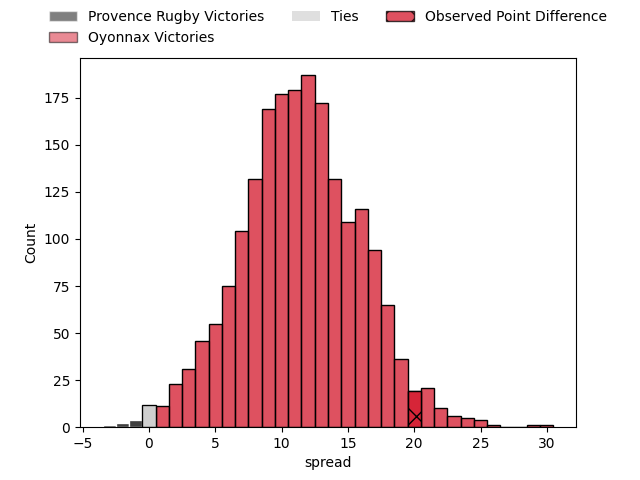 Provence Rugby Victories
Ties
Observed Point Difference
Oyonnax Victories
175
150
125
100
75
50
25
0
Count
−5 0 5 10 15 20 25 30
spread